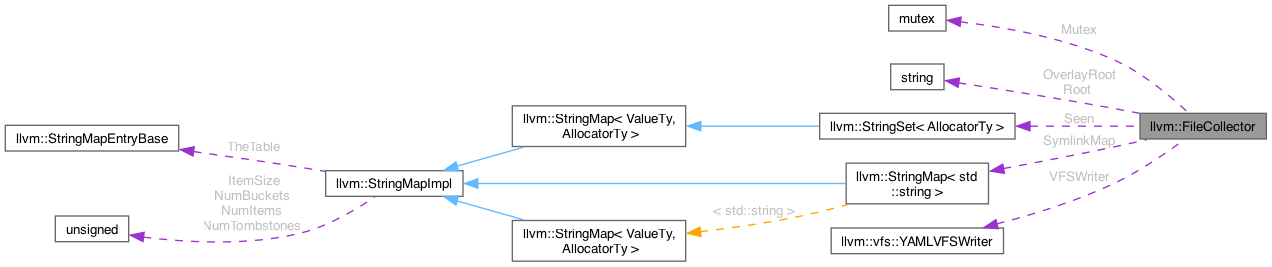 mutex
Mutex
string
OverlayRoot
Root
llvm::StringMap< ValueTy,
AllocatorTy >
llvm::StringSet< AllocatorTy >
Seen
llvm::FileCollector
llvm::StringMapEntryBase
TheTable
SymlinkMap
llvm::StringMapImpl
llvm::StringMap< std
::string >
VFSWriter
ItemSize
NumBuckets
NumItems
NumTombstones
unsigned
< std::string >
llvm::StringMap< ValueTy,
AllocatorTy >
llvm::vfs::YAMLVFSWriter